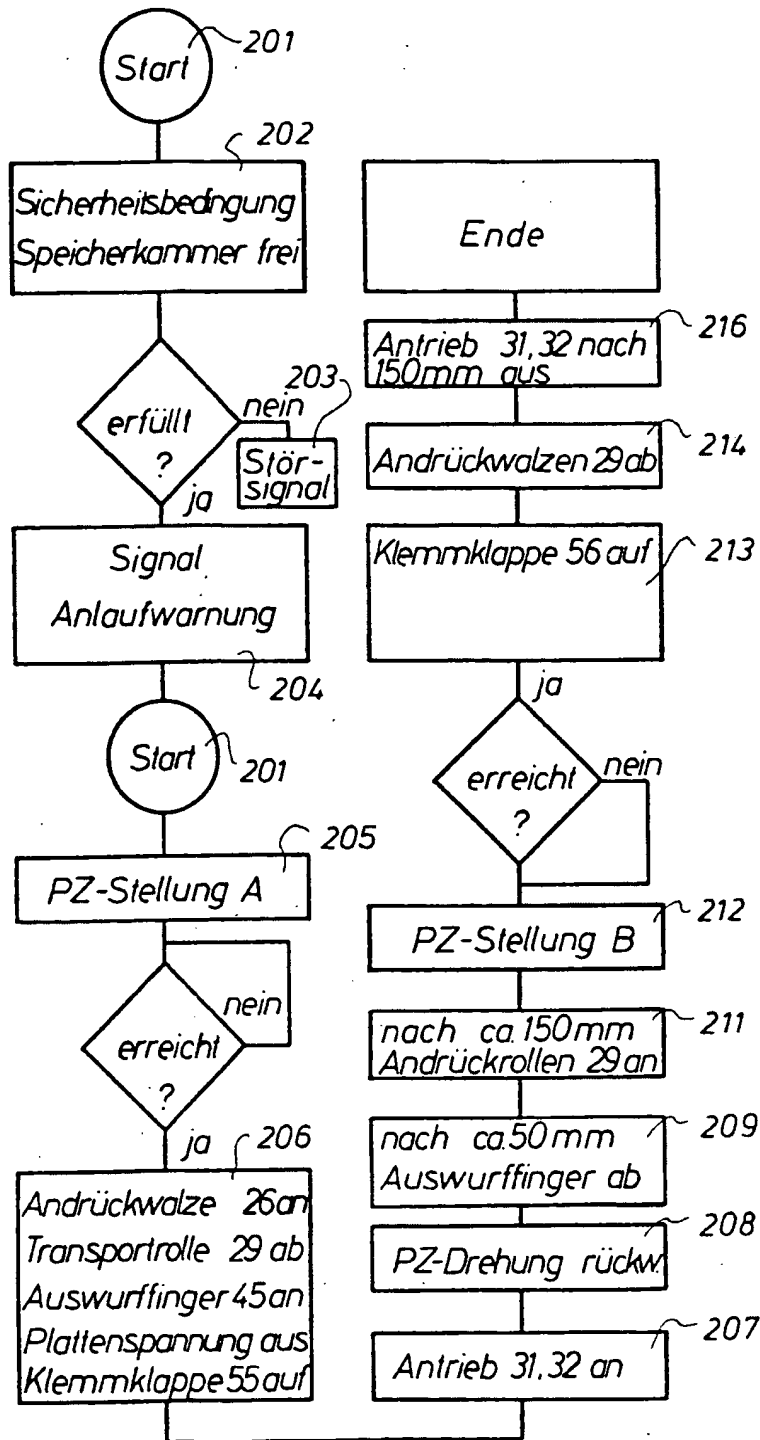 Start
201
202
Sicherheitsbedingung
Speicherkammer frei
erfüllt
?
nein
203
Stör-
signal
ja
Signal
Anlaufwarnung
204
Start
201
205
PZ-Stellung A
nein
erreicht
?
ja
206
Andrückwalze 26 an
Transportrolle 29 ab
Auswurffinger 45 an
Plattenspannung aus
Klemmklappe 55 auf
Ende
216
Antrieb 31, 32 nach
150mm aus
214
Andrückwalzen 29 ab
Klemmklappe 56 auf
213
ja
erreicht
?
nein
212
PZ-Stellung B
nach ca. 150 mm
211
Andrückrollen 29 an
nach ca. 50 mm
209
Auswurffinger ab
208
PZ-Drehung rückw.
207
Antrieb 31, 32 an